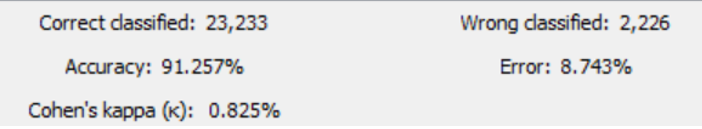 Correct classified: 23,233 Wrong classified: 2,226
Accuracy: 91.257% Error: 8.743%
Cohen's kappa (κ): 0.825%